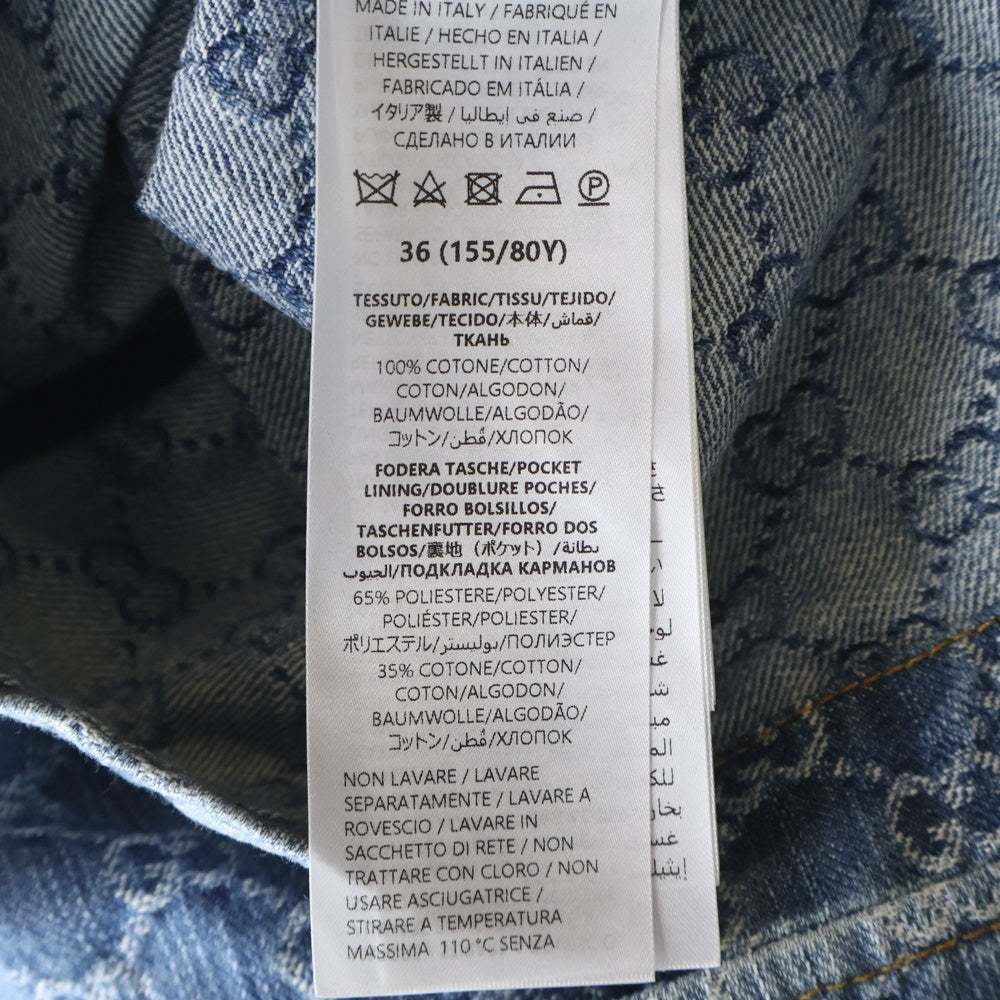 MADE IN ITALY / FABRIQUÉ EN
ITALIE / HECHO EN ITALIA /
HERGESTELLT IN ITALIEN /
FABRICADO EM ITÁLIA /
イタリア製 / صنع في إيطاليا /
СДЕЛАНО В ИТАЛИИ
P
36 (155/80Y)
TESSUTO/FABRIC/TISSU/TEJIDO/
GEWEBE/TECIDO/本体/قماش/
ТКАНЬ
100% COTONE/COTTON/
COTON/ALGODON/
BAUMWOLLE/ALGODÃO/
コットン/قُطن/ХЛОПОК
FODERA TASCHE/POCKET
LINING/DOUBLURE POCHES/
FORRO BOLSILLOS/
TASCHENFUTTER/FORRO DOS
BOLSOS/裏地（ポケット）/بطانة
الجيوب/ПОДКЛАДКА КАРМАНОВ
65% POLIESTERE/POLYESTER/
POLIÉSTER/POLIESTER/
ポリエステル/بوليستر/ПОЛИЭСТЕР
35% COTONE/COTTON/
COTON/ALGODON/
BAUMWOLLE/ALGODÃO/
コットン/قُطن/ХЛОПОК
NON LAVARE / LAVARE
SEPARATAMENTE / LAVARE A
ROVESCIO / LAVARE IN
SACCHETTO DI RETE / NON
TRATTARE CON CLORO / NON
USARE ASCIUGATRICE /
STIRARE A TEMPERATURA
MASSIMA 110 °C SENZA